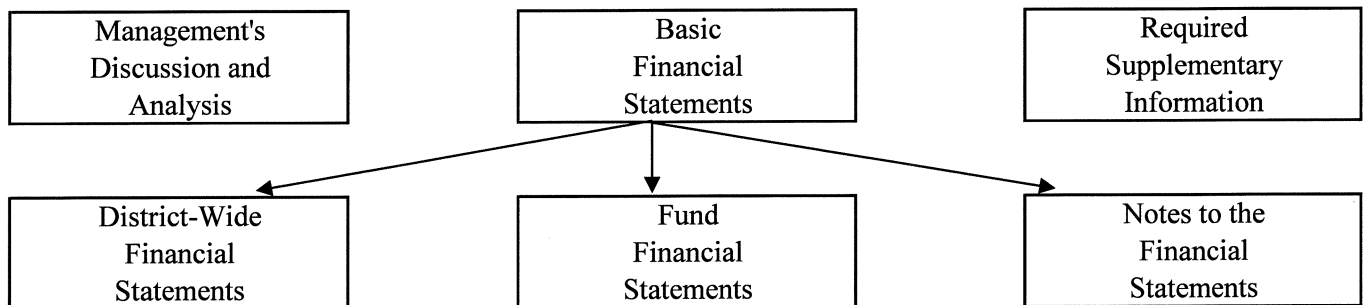 Management's
Discussion and
Analysis
Basic
Financial
Statements
Required
Supplementary
Information
District-Wide
Financial
Statements
Fund
Financial
Statements
Notes to the
Financial
Statements